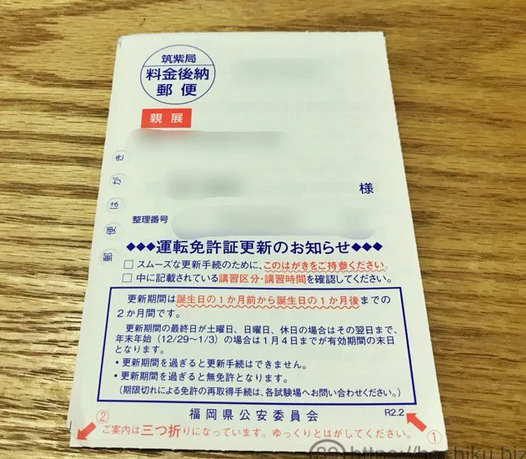 筑紫局
料金後納
郵便
親展
郵便はがき
様
整理番号
◆◆◆運転免許証更新のお知らせ◆◆◆
□ スムーズな更新手続のために、このはがきをご持参ください。
□ 中に記載されている講習区分・講習時間を確認してください。
更新期間は誕生日の1か月前から誕生日の1か月後までの
2か月間です。
更新期間の最終日が土曜日、日曜日、休日の場合はその翌日まで、
年末年始（12/29～1/3）の場合は1月4日までが有効期間の末日
となります。
・更新期間を過ぎると更新手続はできません。
・更新期間を過ぎると無免許となります。
（期限切れによる免許の再取得手続は、各試験場へお問い合わせください。）
福岡県公安委員会
R2.2
②
①
ご案内は三つ折りになっています。ゆっくりとはがしてください。